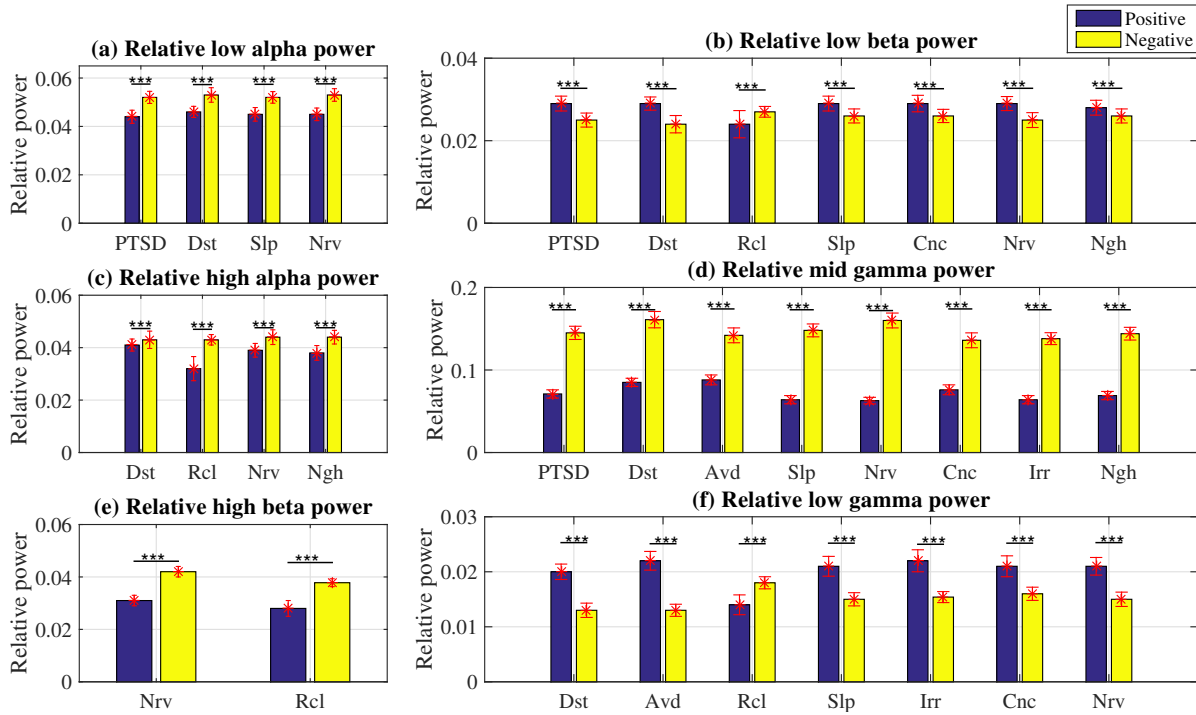 Positive
Negative
(a) Relative low alpha power
Relative power
0.06
0.04
0.02
0
*** *** *** ***
PTSD Dst Slp Nrv
(b) Relative low beta power
Relative power
0.04
0.02
0
*** *** *** *** *** *** ***
PTSD Dst Rcl Slp Cnc Nrv Ngh
(c) Relative high alpha power
Relative power
0.06
0.04
0.02
0
*** *** *** ***
Dst Rcl Nrv Ngh
(d) Relative mid gamma power
Relative power
0.2
0.1
0
*** *** *** *** *** *** *** ***
PTSD Dst Avd Slp Nrv Cnc Irr Ngh
(e) Relative high beta power
Relative power
0.06
0.04
0.02
0
*** ***
Nrv Rcl
(f) Relative low gamma power
Relative power
0.03
0.02
0.01
0
*** *** *** *** *** *** ***
Dst Avd Rcl Slp Irr Cnc Nrv